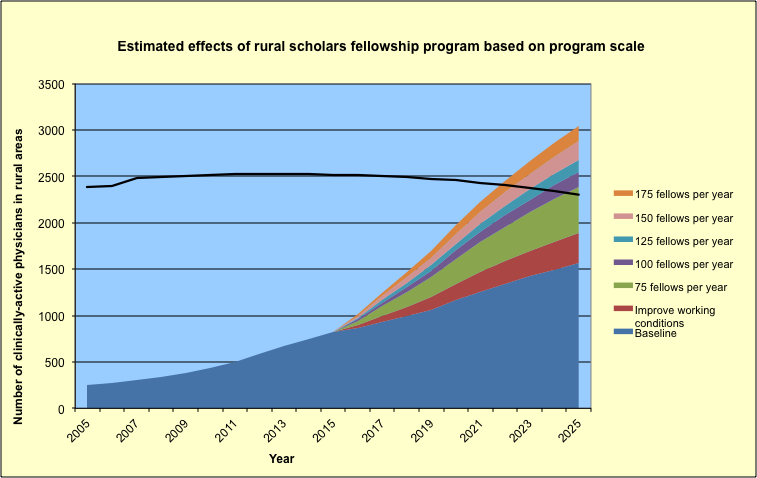 Estimated effects of rural scholars fellowship program based on program scale
Number of clinically-active physicians in rural areas
3500
3000
2500
2000
1500
1000
500
0
2005
2007
2009
2011
2013
2015
2017
2019
2021
2023
2025
Year
175 fellows per year
150 fellows per year
125 fellows per year
100 fellows per year
75 fellows per year
Improve working
conditions
Baseline